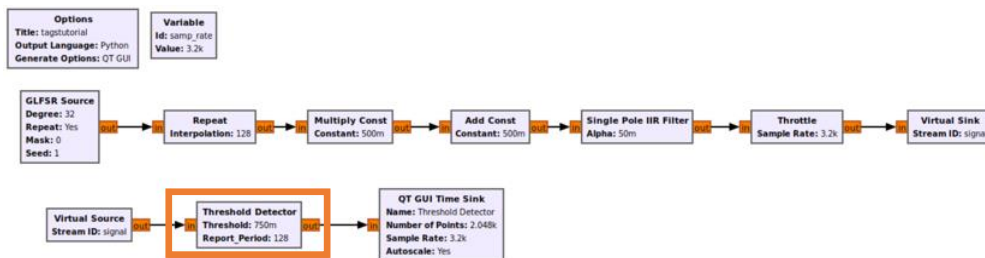 Options
Title: tagstutorial
Output Language: Python
Generate Options: QT GUI
Variable
Id: samp_rate
Value: 3.2k
GLFSR Source
Degree: 32
Repeat: Yes
Mask: 0
Seed: 1
out
in
Repeat
Interpolation: 128
out
in
Multiply Const
Constant: 500m
out
in
Add Const
Constant: 500m
out
in
Single Pole IIR Filter
Alpha: 50m
out
in
Throttle
Sample Rate: 3.2k
out
in
Virtual Sink
Stream ID: signal
Virtual Source
Stream ID: signal
out
in
Threshold Detector
Threshold: 750m
Report_Period: 128
out
in
QT GUI Time Sink
Name: Threshold Detector
Number of Points: 2.048k
Sample Rate: 3.2k
Autoscale: Yes